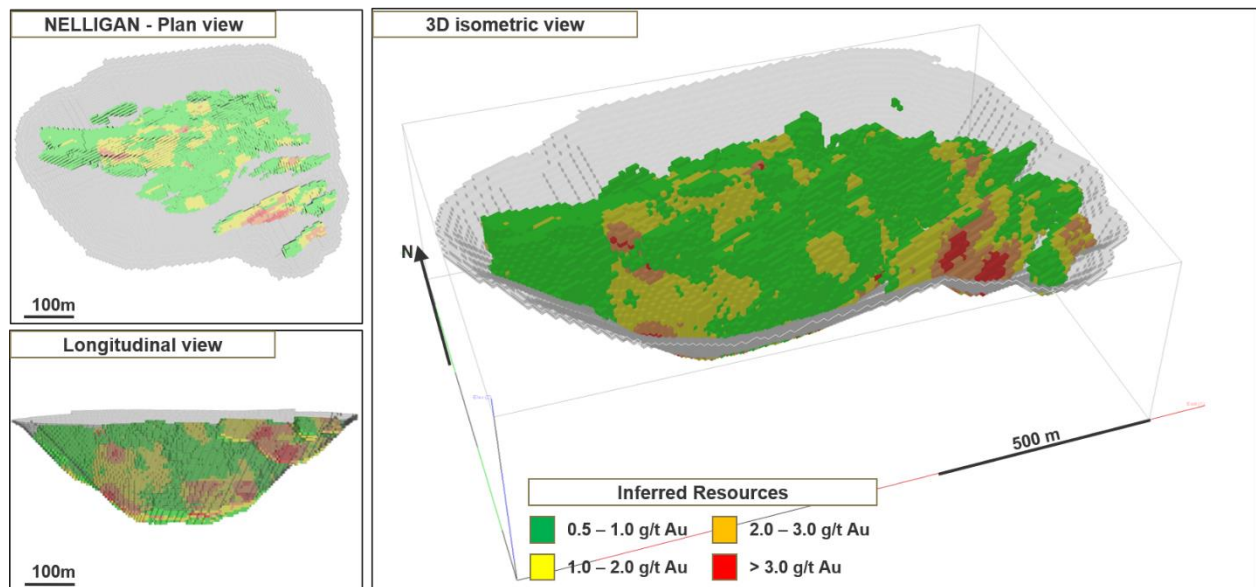 NELLIGAN - Plan view
100m
Longitudinal view
100m
3D isometric view
N
500 m
Inferred Resources
0.5 – 1.0 g/t Au
2.0 – 3.0 g/t Au
1.0 – 2.0 g/t Au
> 3.0 g/t Au